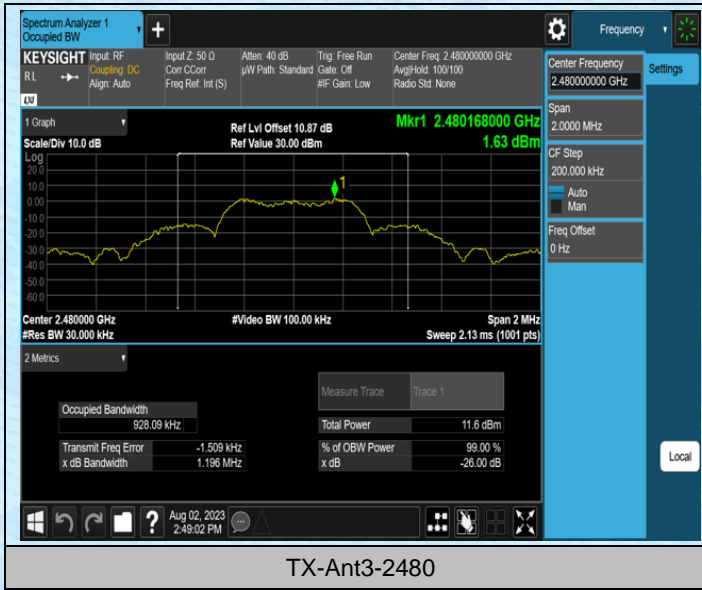 Spectrum Analyzer 1
Occupied BW
+
Frequency
KEYSIGHT
RL
LXI
Input: RF
Coupling: DC
Align: Auto
Input Z: 50 Ω
Corr CCorr
Freq Ref: Int (S)
Atten: 40 dB
µW Path: Standard
Trig: Free Run
Gate: Off
#IF Gain: Low
Center Freq: 2.480000000 GHz
Avg|Hold: 100/100
Radio Std: None
Center Frequency
2.480000000 GHz
Settings
Span
2.0000 MHz
CF Step
200.000 kHz
Auto
Man
Freq Offset
0 Hz
Local
1 Graph
Scale/Div 10.0 dB
Ref Lvl Offset 10.87 dB
Ref Value 30.00 dBm
Mkr1 2.480168000 GHz
1.63 dBm
Log
20.0
10.0
0.00
-10.0
-20.0
-30.0
-40.0
-50.0
-60.0
1
Center 2.480000 GHz
#Res BW 30.000 kHz
#Video BW 100.00 kHz
Span 2 MHz
Sweep 2.13 ms (1001 pts)
2 Metrics
Measure Trace Trace 1
Occupied Bandwidth
928.09 kHz
Total Power 11.6 dBm
Transmit Freq Error -1.509 kHz
% of OBW Power 99.00 %
x dB Bandwidth 1.196 MHz
x dB -26.00 dB
?
Aug 02, 2023
2:49:02 PM
TX-Ant3-2480